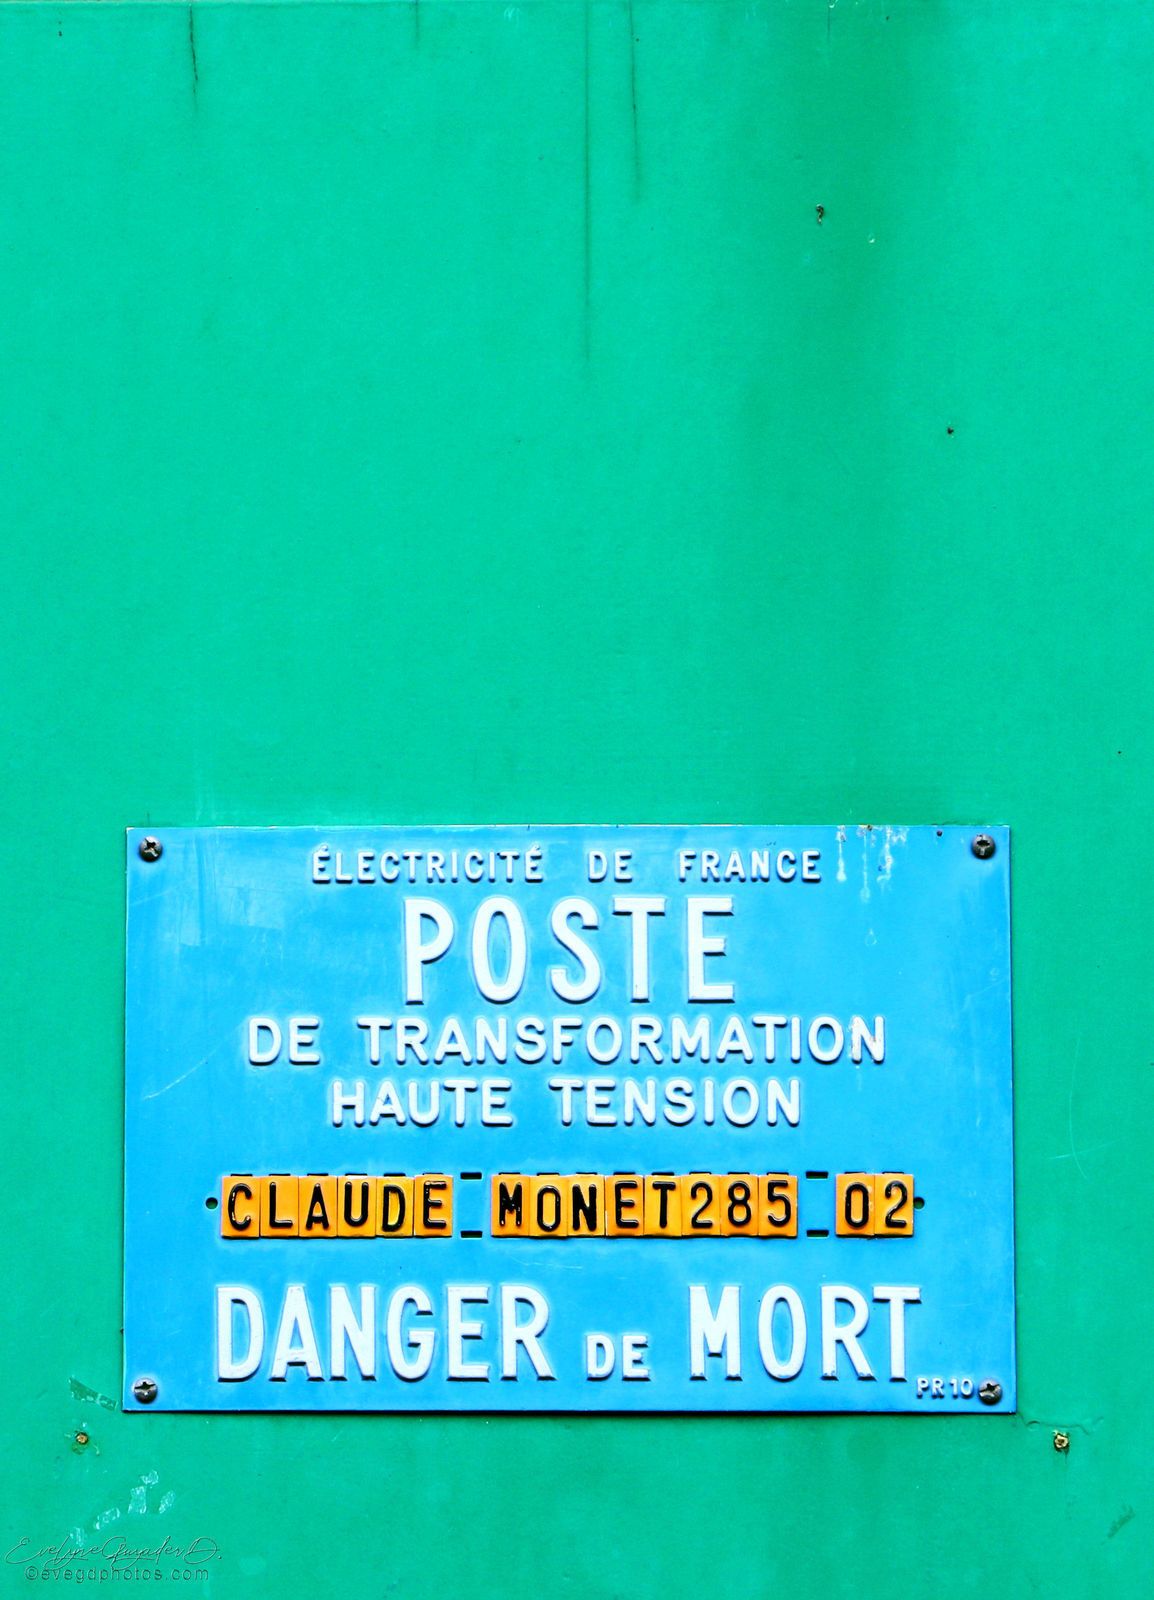 ÉLECTRICITÉ DE FRANCE
POSTE
DE TRANSFORMATION
HAUTE TENSION
CLAUDE MONET285 02
DANGER DE MORT
PR10
©evegdphotos.com